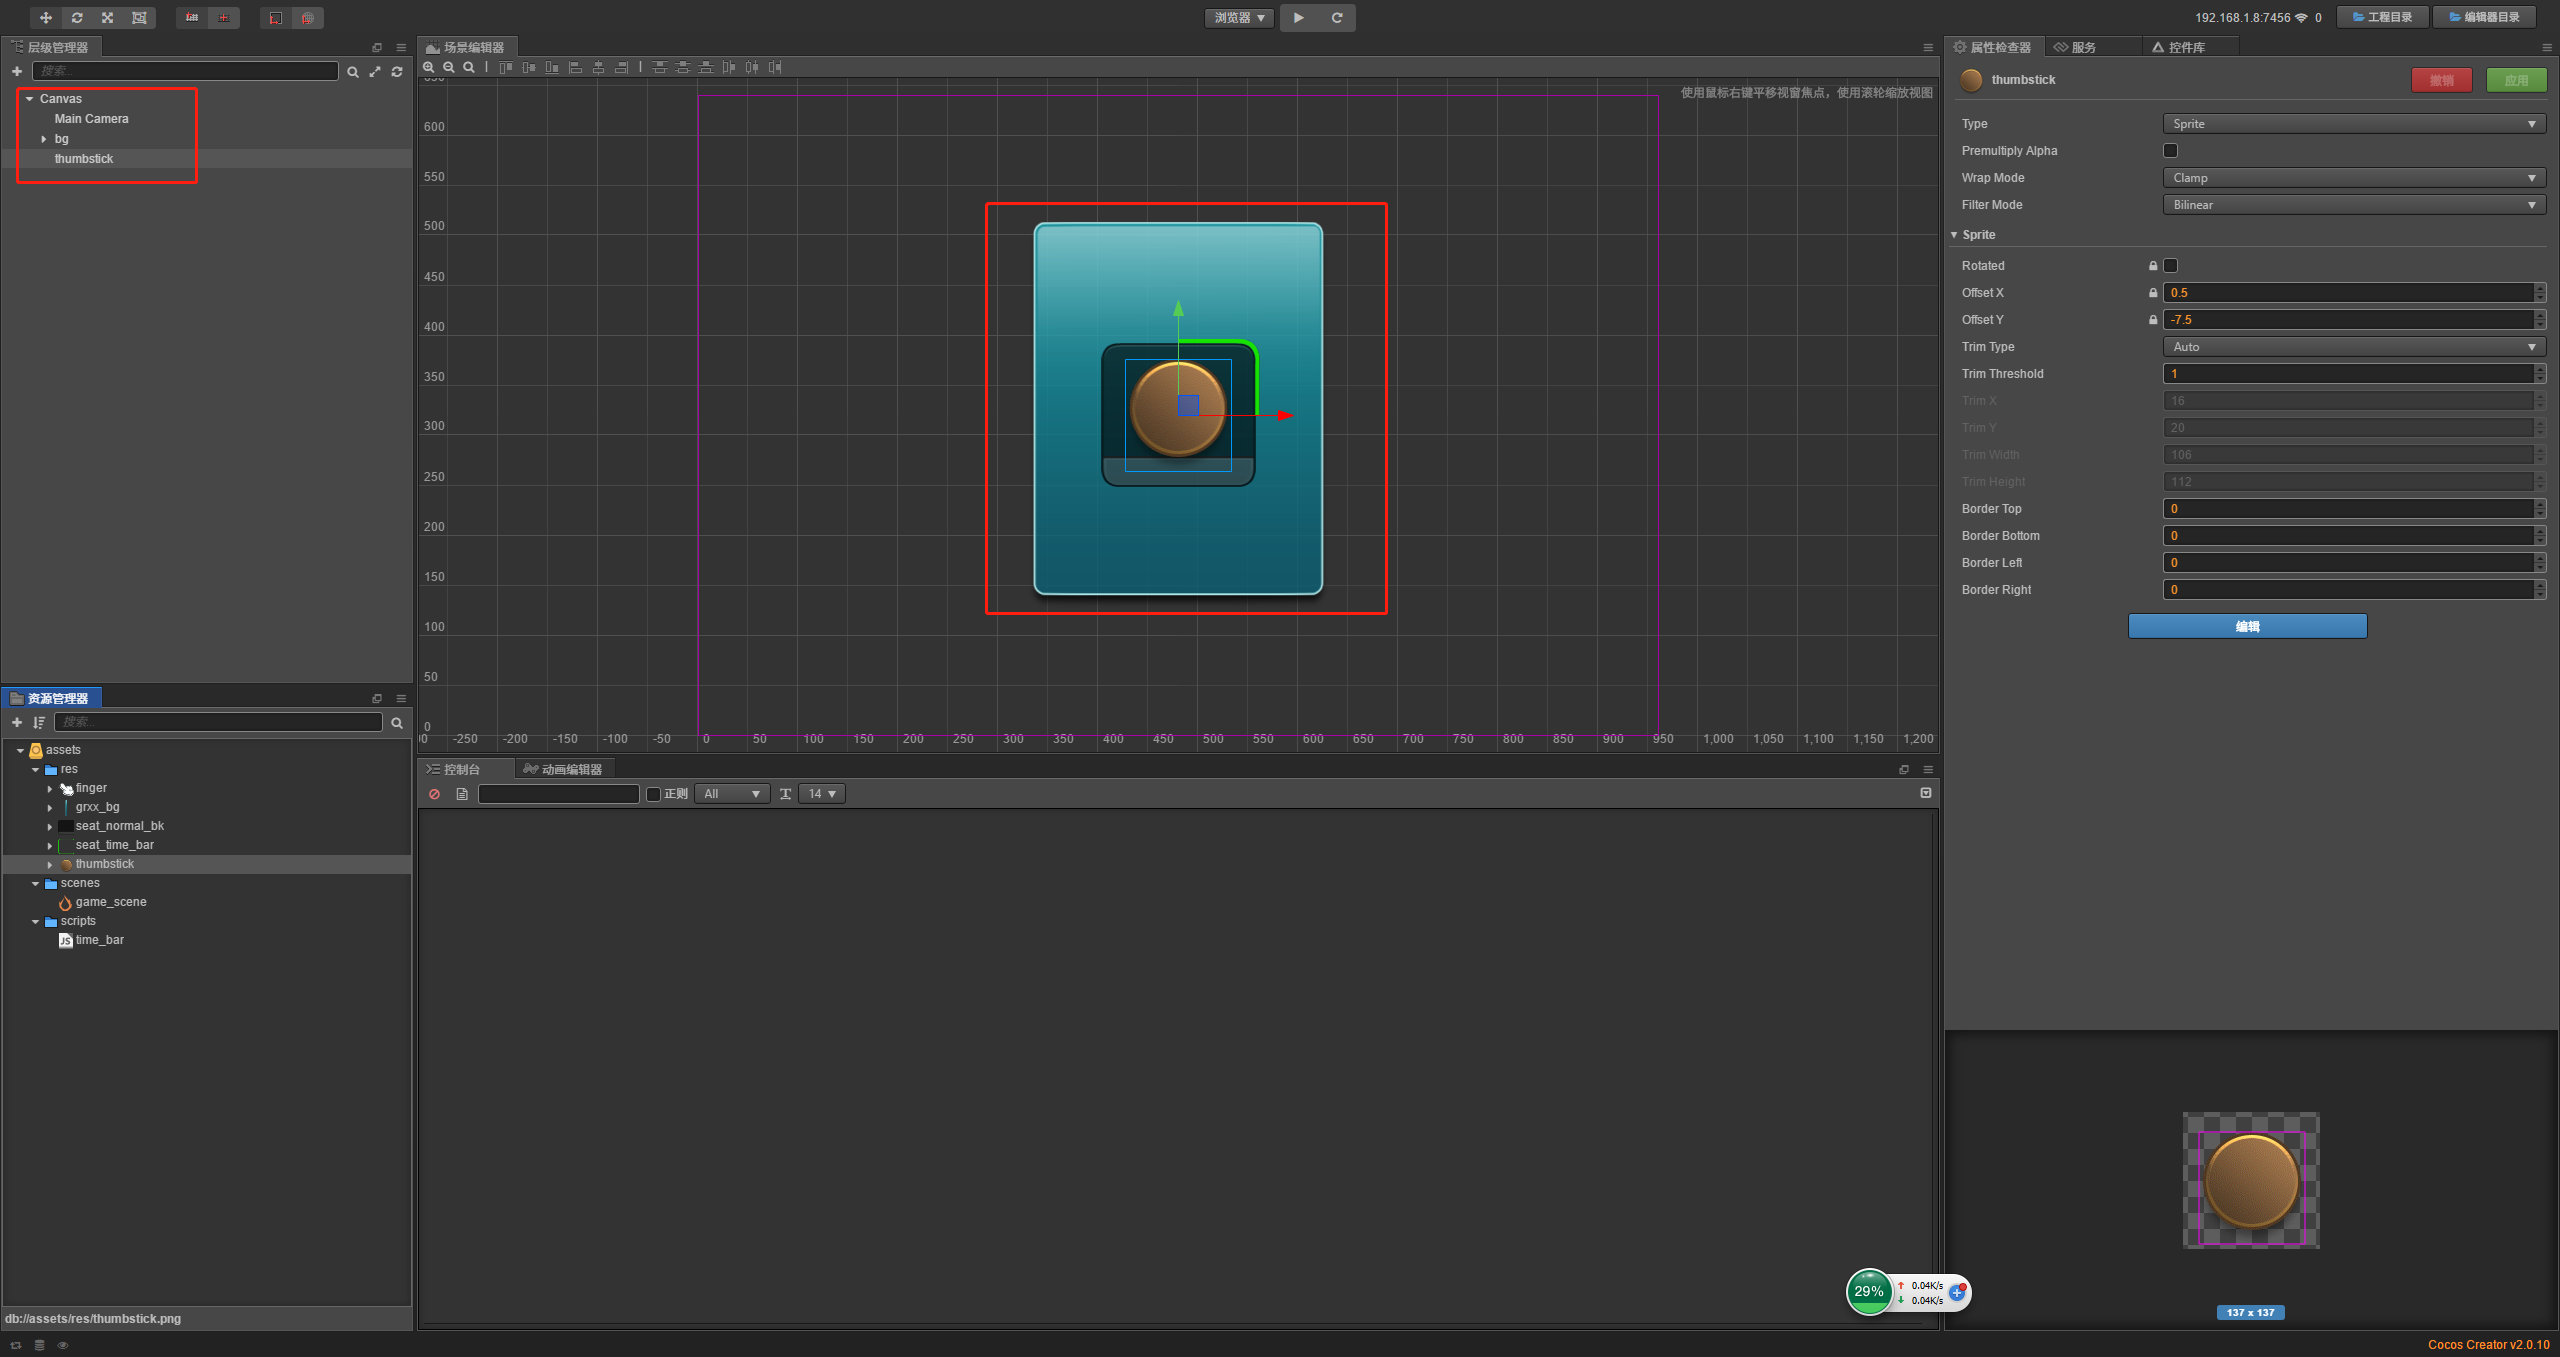 浏览器
192.168.1.8:7456 0
工程目录
编辑器目录
层级管理器
搜索...
Canvas
Main Camera
bg
thumbstick
场景编辑器
使用鼠标右键平移视窗焦点，使用滚轮缩放视图
600
550
500
450
400
350
300
250
200
150
100
50
0
-250 -200 -150 -100 -50 0 50 100 150 200 250 300 350 400 450 500 550 600 650 700 750 800 850 900 950 1,000 1,050 1,100 1,150 1,200
资源管理器
搜索...
assets
res
finger
grxx_bg
seat_normal_bk
seat_time_bar
thumbstick
scenes
game_scene
scripts
JS time_bar
db://assets/res/thumbstick.png
控制台
动画编辑器
正则
All
14
属性检查器
服务
控件库
thumbstick
撤销
应用
Type Sprite
Premultiply Alpha
Wrap Mode Clamp
Filter Mode Bilinear
Sprite
Rotated
Offset X 0.5
Offset Y -7.5
Trim Type Auto
Trim Threshold 1
Trim X 16
Trim Y 20
Trim Width 106
Trim Height 112
Border Top 0
Border Bottom 0
Border Left 0
Border Right 0
编辑
29%
0.04K/s
0.04K/s
137 x 137
Cocos Creator v2.0.10